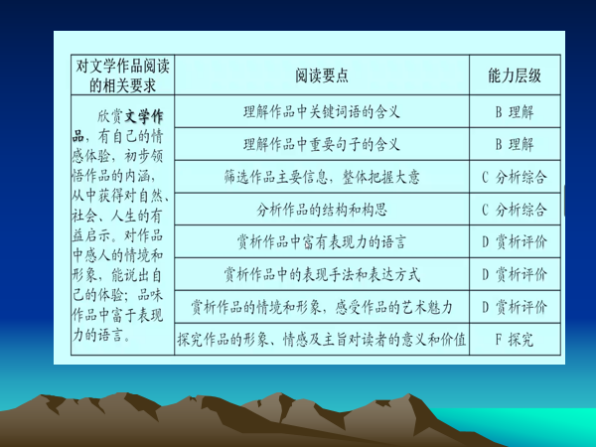 对文学作品阅读
的相关要求
阅读要点
能力层级
欣赏文学作
品，有自己的情
感体验，初步领
悟作品的内涵，
从中获得对自然、
社会、人生的有
益启示。对作品
中感人的情境和
形象，能说出自
己的体验；品味
作品中富于表现
力的语言。
理解作品中关键词语的含义
B 理解
理解作品中重要句子的含义
B 理解
筛选作品主要信息，整体把握大意
C 分析综合
分析作品的结构和构思
C 分析综合
赏析作品中富有表现力的语言
D 赏析评价
赏析作品中的表现手法和表达方式
D 赏析评价
赏析作品的情境和形象，感受作品的艺术魅力
D 赏析评价
探究作品的形象、情感及主旨对读者的意义和价值
F 探究